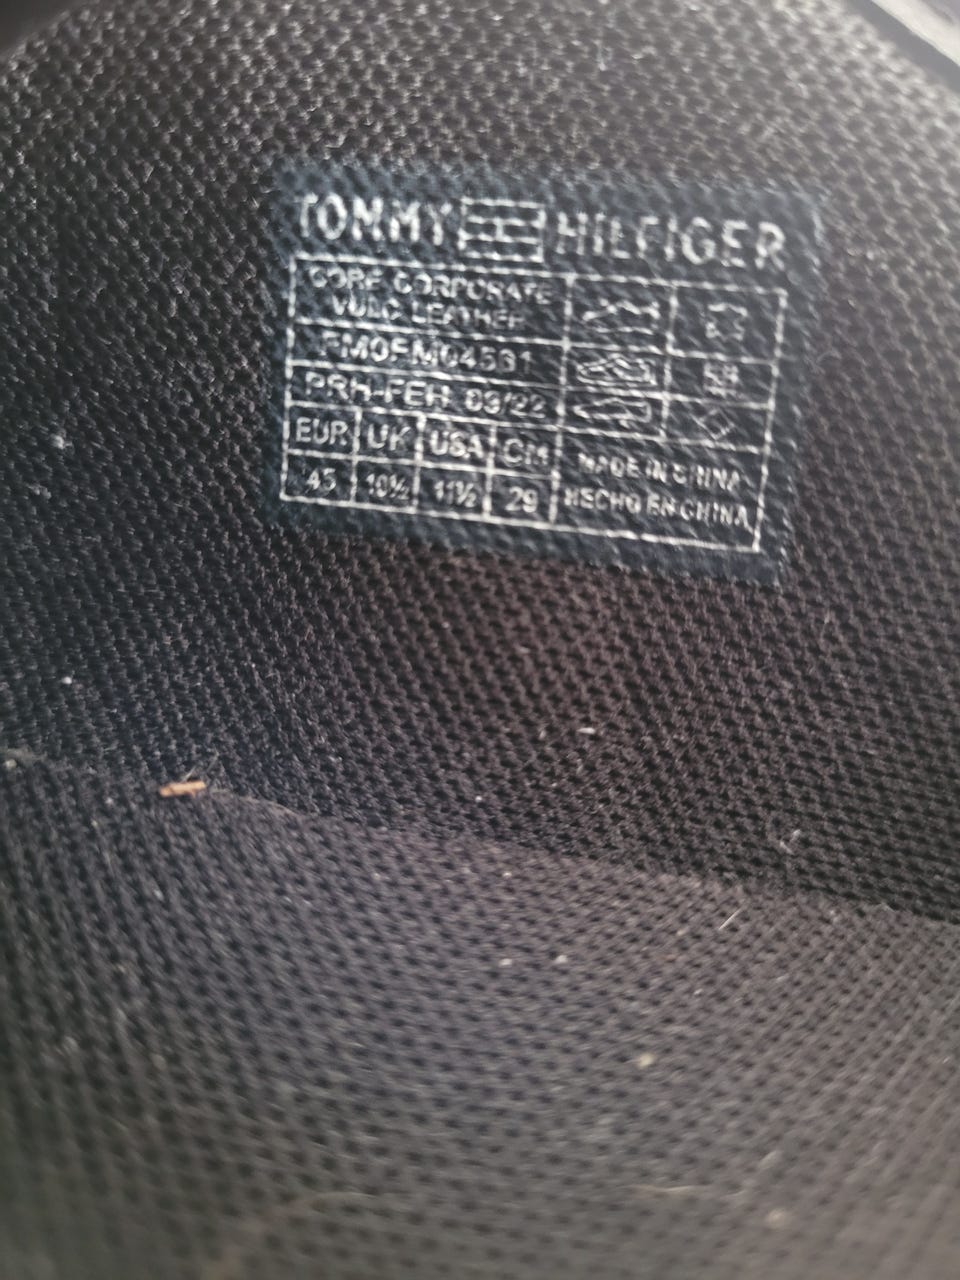 TOMMY HILFIGER
CORE CORPORATE
VULC LEATHER
FM0FM04561
PRH-FEH 03/22
EUR UK USA CM
45 10½ 11½ 29
MADE IN CHINA
HECHO EN CHINA